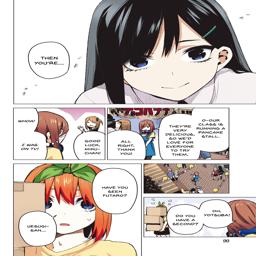 THEN
YOU'RE...
O-OUR
CLASS IS
RUNNING A
PANCAKE
STALL.
THEY'RE
VERY
DELICIOUS,
SO WE'D
LOVE FOR
EVERYONE
TO TRY
THEM.
ALL
RIGHT,
THANK
YOU!
GOOD
LUCK,
MIKU-
CHAN!
WHOA!
I WAS
ON TV!
OH,
YOTSUBA!
DO YOU
HAVE A
SECOND?
HAVE YOU
SEEN
FUTARO?
UESUGI-
SAN...